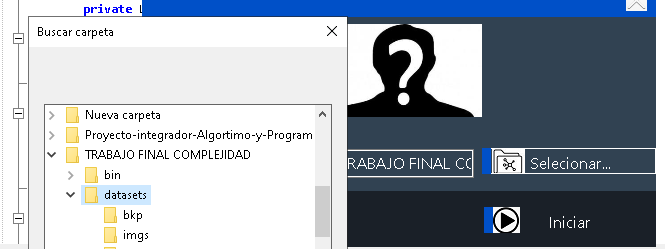 private
Buscar carpeta
Nueva carpeta
Proyecto-integrador-Algortimo-y-Program
TRABAJO FINAL COMPLEJIDAD
bin
datasets
bkp
imgs
?
RABAJO FINAL CO
Selecionar...
Iniciar